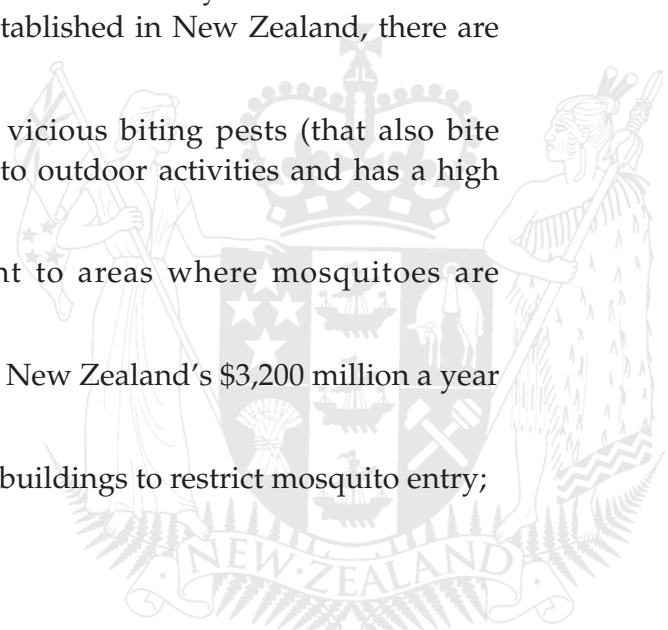 stablished in New Zealand, there are
vicious biting pests (that also bite
to outdoor activities and has a high
nt to areas where mosquitoes are
New Zealand's $3,200 million a year
buildings to restrict mosquito entry;
NEW·ZEALAND